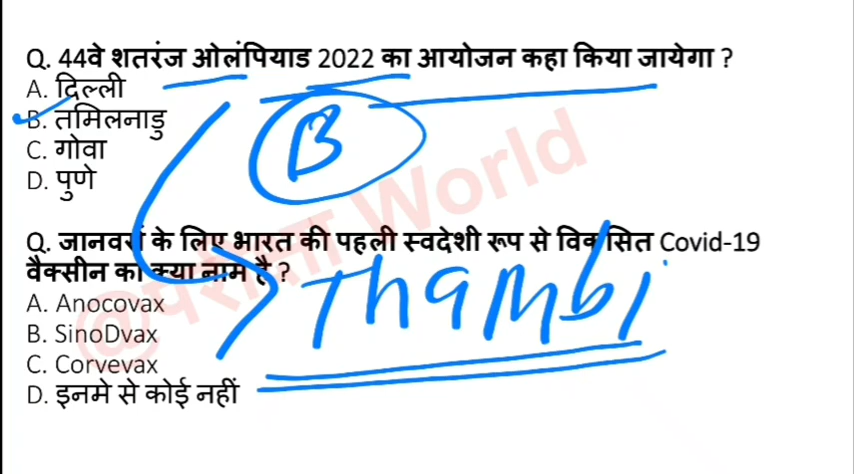 Q. 44वे शतरंज ओलंपियाड 2022 का आयोजन कहा किया जायेगा ?
A. दिल्ली
B. तमिलनाडु
B
C. गोवा
D. पुणे
Q. जानवरों के लिए भारत की पहली स्वदेशी रूप से विकसित Covid-19
वैक्सीन का क्या नाम है ?
Thambi
A. Anocovax
B. SinoDvax
C. Corvevax
D. इनमे से कोई नहीं